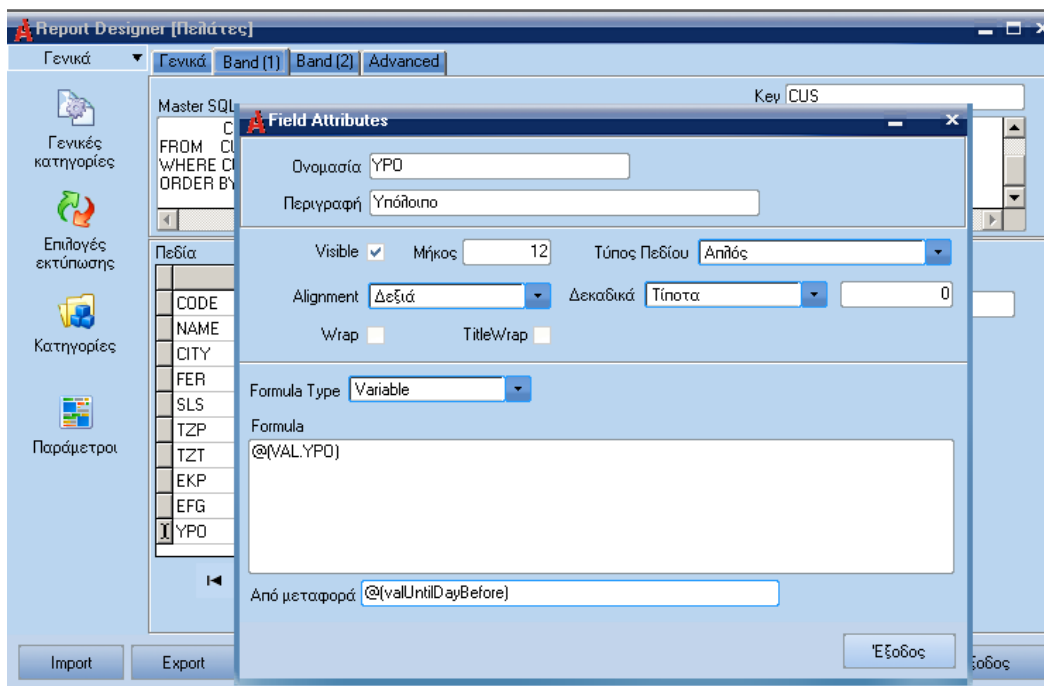 Report Designer [Πελάτες]
Γενικά
Γενικά Band (1) Band (2) Advanced
Γενικές κατηγορίες
Επιλογές εκτύπωσης
Κατηγορίες
Παράμετροι
Key CUS
Master SQL
FROM
WHERE
ORDER BY
Πεδία
CODE
NAME
CITY
FER
SLS
TZP
TZT
EKP
EFG
YPO
Import Export
Field Attributes
Ονομασία YPO
Περιγραφή Υπόλοιπο
Visible Μήκος 12 Τύπος Πεδίου Απλός
Alignment Δεξιά Δεκαδικά Τίποτα 0
Wrap TitleWrap
Formula Type Variable
Formula
@(VAL.YPO)
Από μεταφορά @(valUntilDayBefore)
Έξοδος